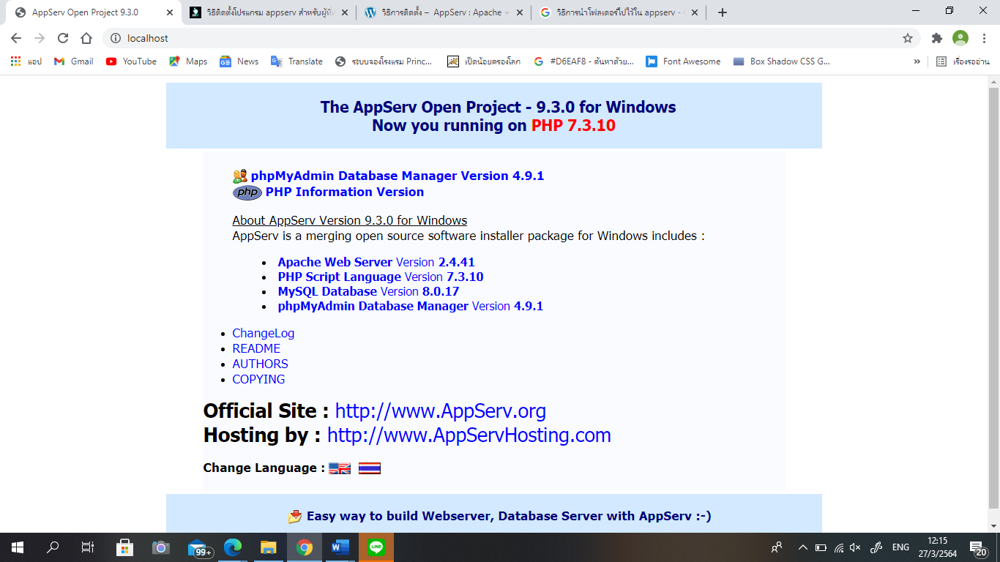 AppServ Open Project 9.3.0
วิธีติดตั้งโปรแกรม appserv สำหรับผู้ที่
วิธีการติดตั้ง – AppServ : Apache +
วิธีการนำโฟลเดอร์ไปไว้ใน appserv -
localhost
แอป Gmail YouTube Maps News Translate ระบบจองโรงแรม Princ... เป็ดน้อยครองโลก #D6EAF8 - ค้นหาด้วย... Font Awesome Box Shadow CSS G... » เรื่องรออ่าน
The AppServ Open Project - 9.3.0 for Windows
Now you running on PHP 7.3.10
phpMyAdmin Database Manager Version 4.9.1
php PHP Information Version
About AppServ Version 9.3.0 for Windows
AppServ is a merging open source software installer package for Windows includes :
• Apache Web Server Version 2.4.41
• PHP Script Language Version 7.3.10
• MySQL Database Version 8.0.17
• phpMyAdmin Database Manager Version 4.9.1
• ChangeLog
• README
• AUTHORS
• COPYING
Official Site : http://www.AppServ.org
Hosting by : http://www.AppServHosting.com
Change Language :
Easy way to build Webserver, Database Server with AppServ :-)
99+
LINE
ENG
12:15
27/3/2564
20